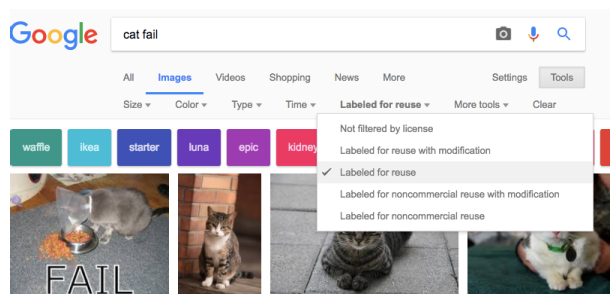 Google
cat fail
All Images Videos Shopping News More Settings Tools
Size Color Type Time Labeled for reuse More tools Clear
Not filtered by license
Labeled for reuse with modification
Labeled for reuse
Labeled for noncommercial reuse with modification
Labeled for noncommercial reuse
waffle ikea starter luna epic kidney
FAIL